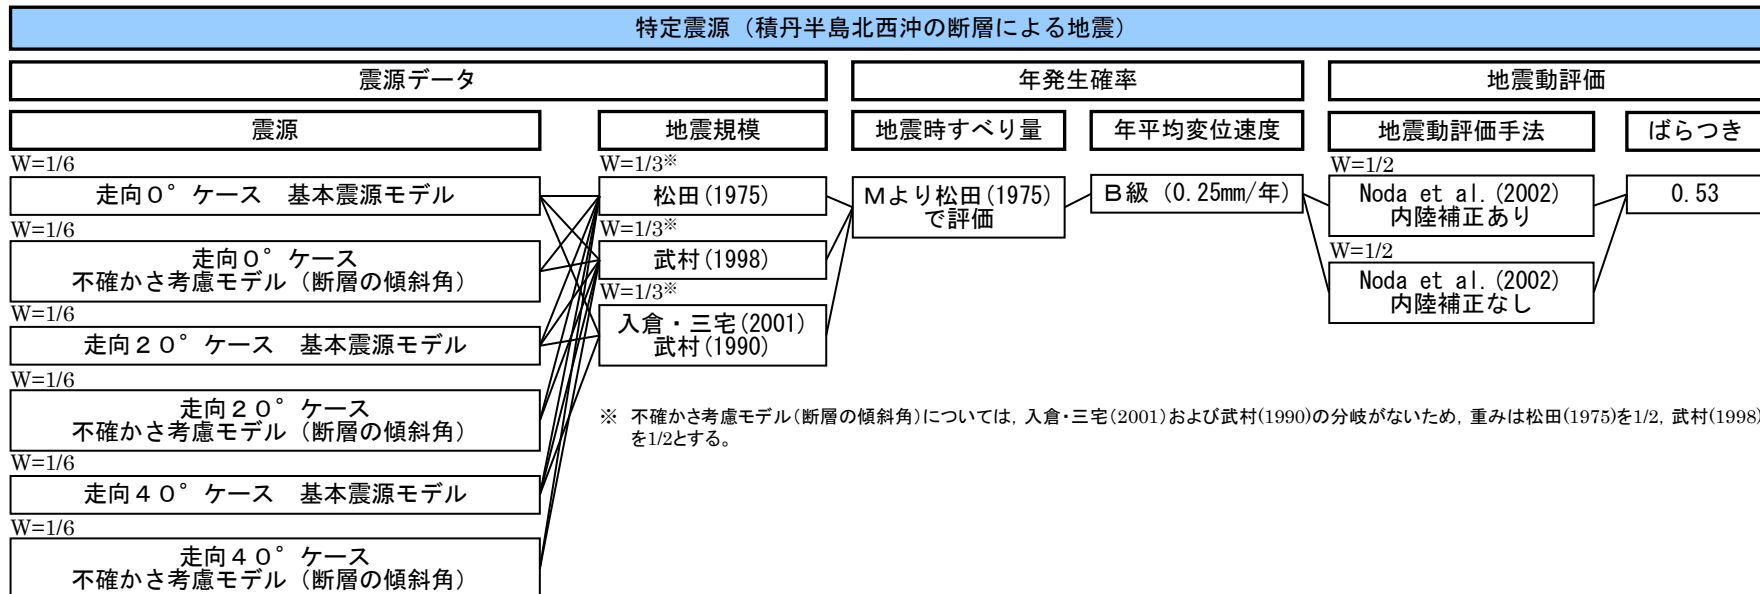 特定震源（積丹半島北西沖の断層による地震）
震源データ
年発生確率
地震動評価
震源
地震規模
地震時すべり量
年平均変位速度
地震動評価手法
ばらつき
W=1/6
走向０°ケース　基本震源モデル
W=1/6
走向０°ケース
不確かさ考慮モデル（断層の傾斜角）
W=1/6
走向２０°ケース　基本震源モデル
W=1/6
走向２０°ケース
不確かさ考慮モデル（断層の傾斜角）
W=1/6
走向４０°ケース　基本震源モデル
W=1/6
走向４０°ケース
不確かさ考慮モデル（断層の傾斜角）
W=1/3※
松田(1975)
W=1/3※
武村(1998)
W=1/3※
入倉・三宅(2001)
武村(1990)
Ｍより松田(1975)
で評価
Ｂ級（0.25mm/年）
W=1/2
Noda et al.(2002)
内陸補正あり
W=1/2
Noda et al.(2002)
内陸補正なし
0.53
※　不確かさ考慮モデル（断層の傾斜角）については，入倉・三宅(2001)および武村(1990)の分岐がないため，重みは松田(1975)を1/2，武村(1998)
を1/2とする。